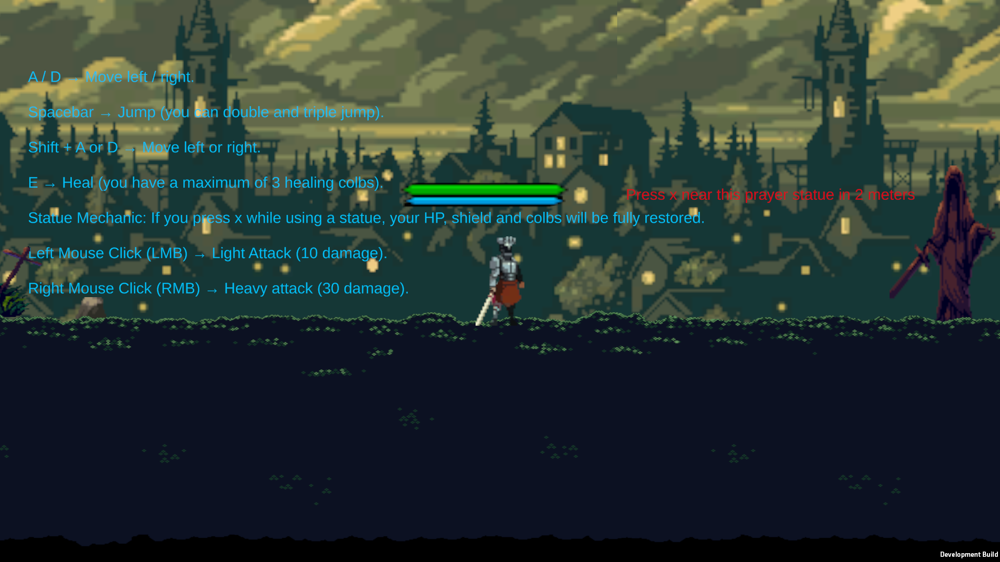 A / D → Move left / right.
Spacebar → Jump (you can double and triple jump).
Shift + A or D → Move left or right.
E → Heal (you have a maximum of 3 healing colbs).
Press x near this prayer statue in 2 meters
Statue Mechanic: If you press x while using a statue, your HP, shield and colbs will be fully restored.
Left Mouse Click (LMB) → Light Attack (10 damage).
Right Mouse Click (RMB) → Heavy attack (30 damage).
Development Build